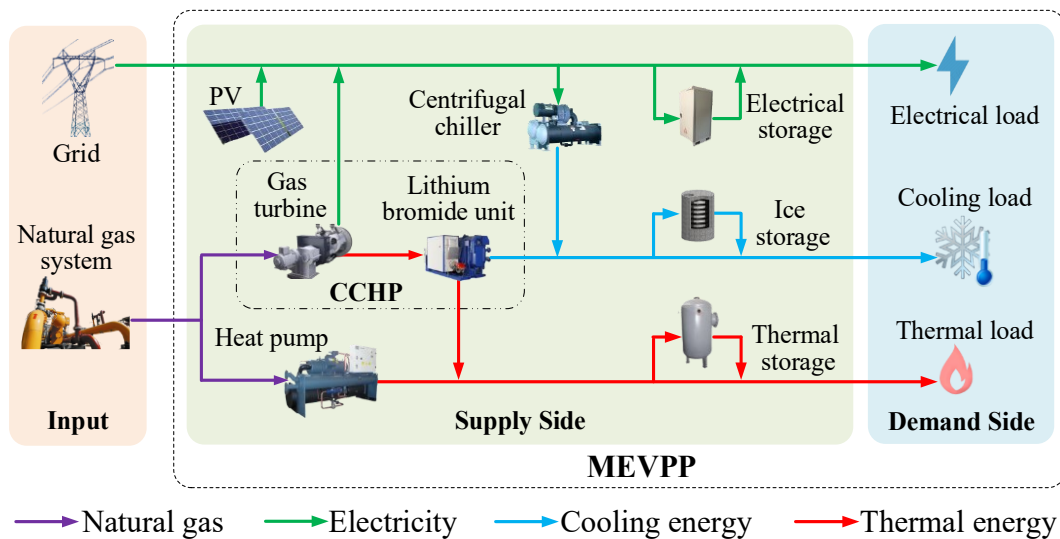 Grid
Natural gas
system
Input
PV
Centrifugal
chiller
Electrical
storage
Gas
turbine
Lithium
bromide unit
CCHP
Ice
storage
Heat pump
Thermal
storage
Supply Side
Electrical load
Cooling load
Thermal load
Demand Side
MEVPP
Natural gas
Electricity
Cooling energy
Thermal energy